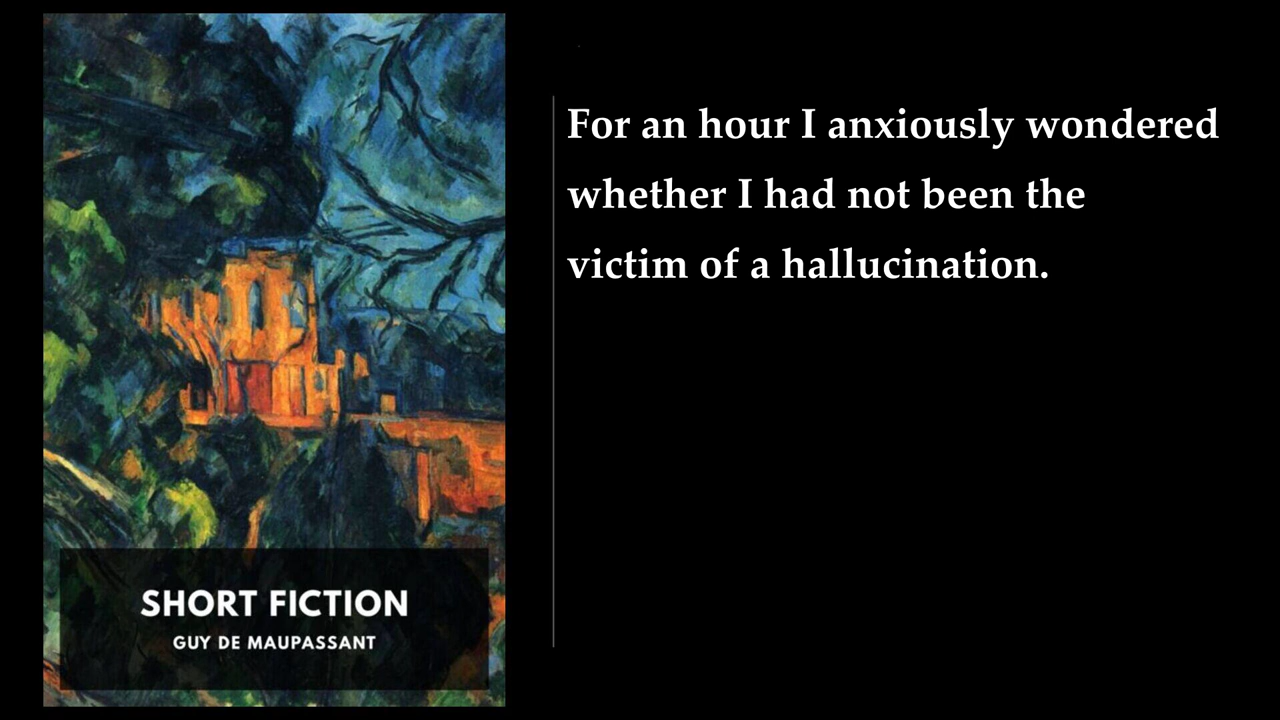 For an hour I anxiously wondered
whether I had not been the
victim of a hallucination.
SHORT FICTION
GUY DE MAUPASSANT